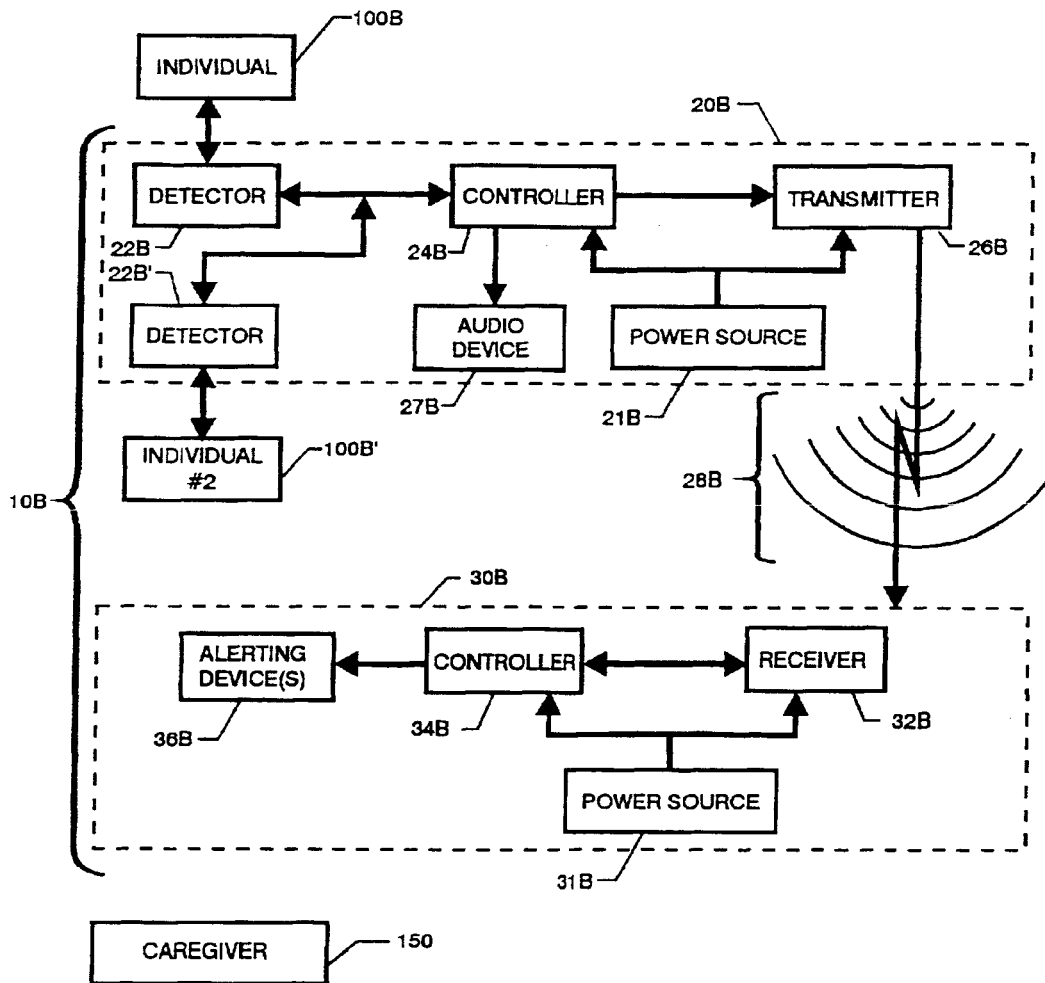 100B
INDIVIDUAL
20B
DETECTOR
CONTROLLER
TRANSMITTER
22B
24B
26B
22B'
DETECTOR
AUDIO
DEVICE
POWER SOURCE
27B
21B
INDIVIDUAL
#2
100B'
28B
10B
30B
ALERTING
DEVICE(S)
CONTROLLER
RECEIVER
36B
34B
32B
POWER SOURCE
31B
CAREGIVER
150